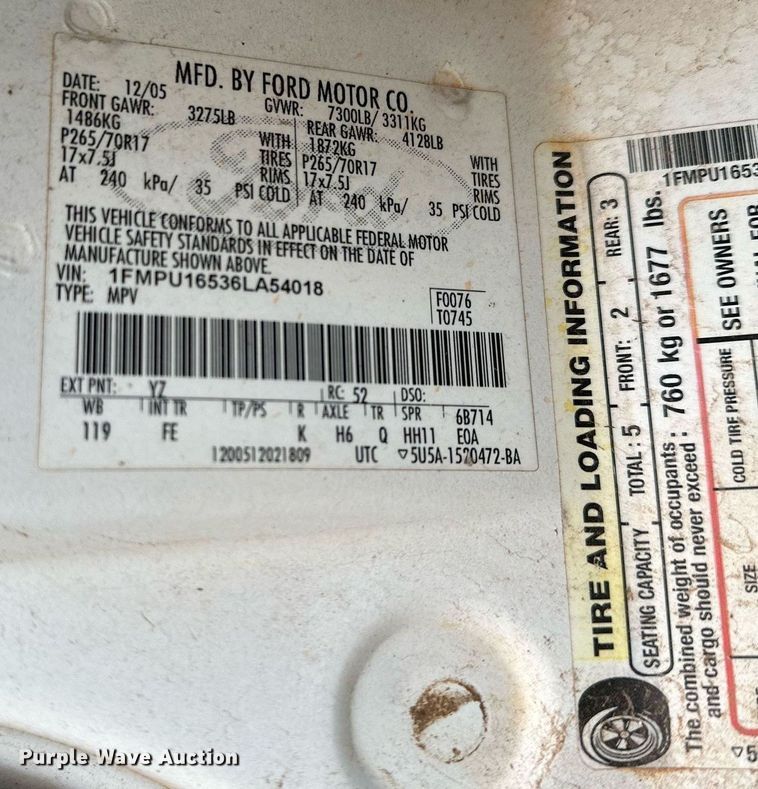 MFD. BY FORD MOTOR CO.
DATE: 12/05 GVWR: 7300LB/ 3311KG
FRONT GAWR: 3275LB REAR GAWR: 4128LB
1486KG WITH 1872KG WITH
P265/70R17 TIRES P265/70R17 TIRES
17x7.5J RIMS 17x7.5J RIMS
AT 240 kPa/ 35 PSI COLD AT 240 kPa/ 35 PSI COLD
Ford
THIS VEHICLE CONFORMS TO ALL APPLICABLE FEDERAL MOTOR
VEHICLE SAFETY STANDARDS IN EFFECT ON THE DATE OF
MANUFACTURE SHOWN ABOVE.
VIN: 1FMPU16536LA54018
TYPE: MPV
F0076
T0745
EXT PNT: YZ RC: 52 DSO:
WB INT TR TP/PS R AXLE TR SPR 6B714
119 FE K H6 Q HH11 EOA
1200512021809 UTC ▽5U5A-1520472-BA
1FMPU1653
TIRE AND LOADING INFORMATION
SEATING CAPACITY TOTAL: 5 FRONT: 2 REAR: 3
The combined weight of occupants and cargo should never exceed: 760 kg or 1677 lbs.
SIZE COLD TIRE PRESSURE SEE OWNERS
▽5
Purple Wave Auction